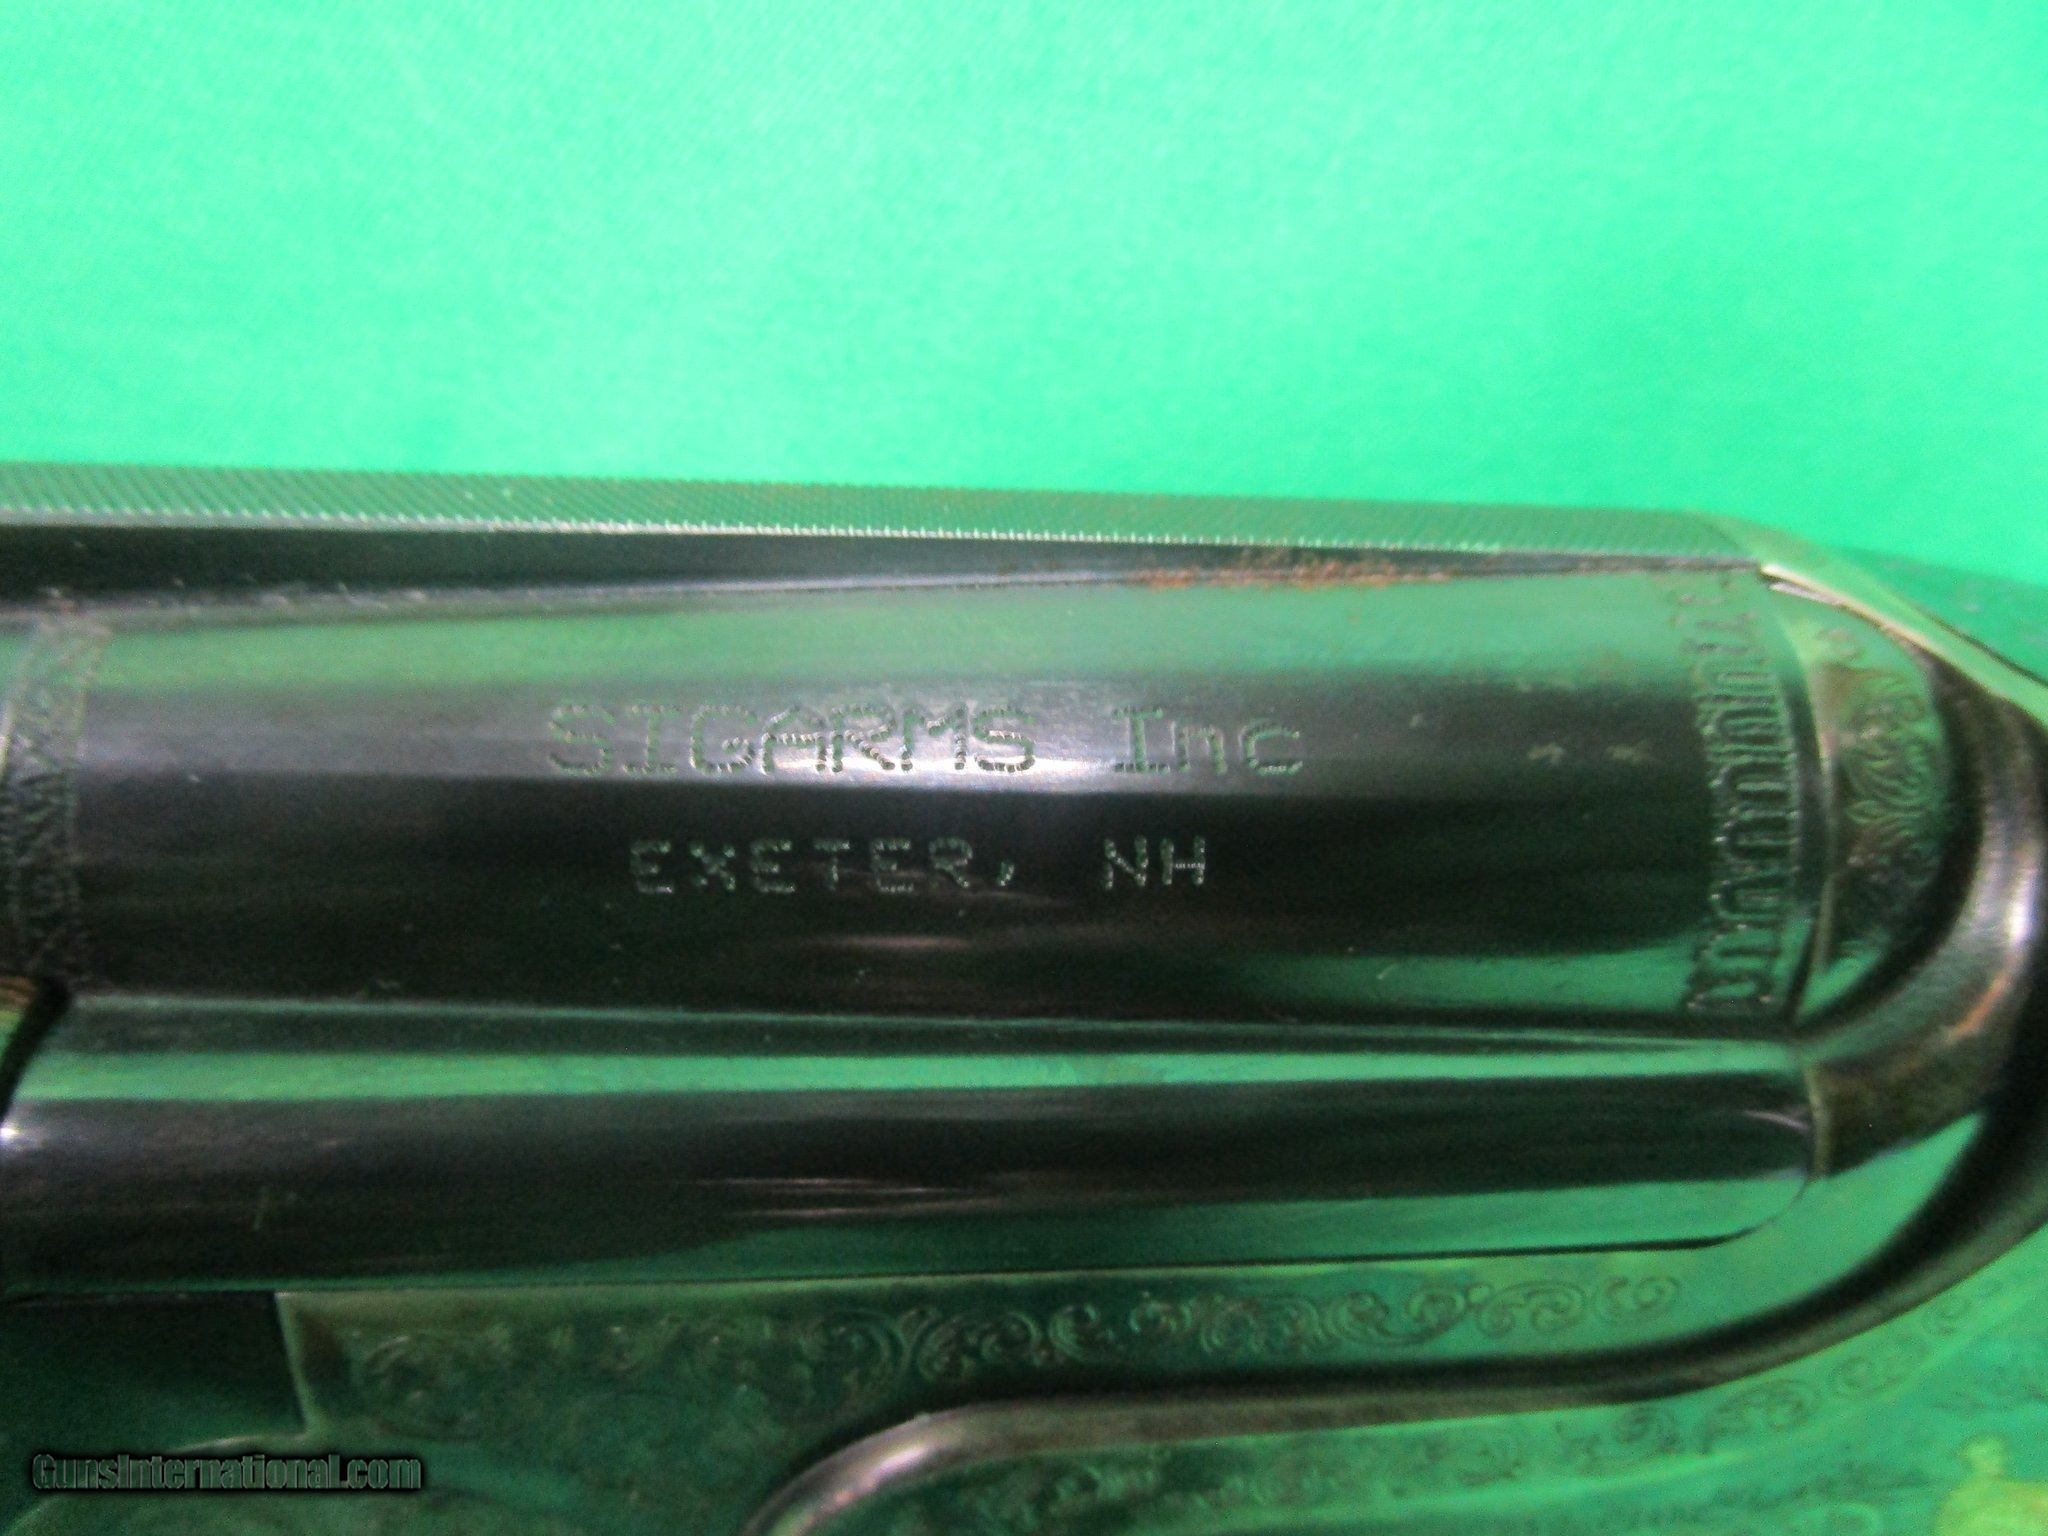 SIGARMS Inc
EXETER, NH
GunsInternational.com